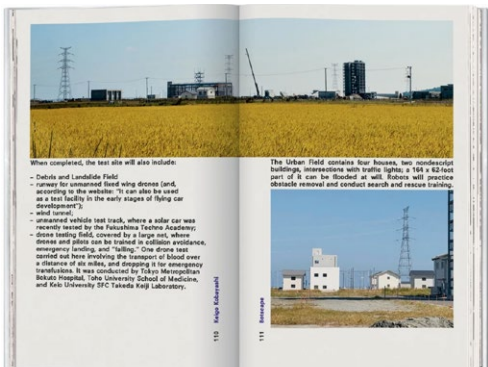 When completed, the test site will also include:
– Debris and Landslide Field
– runway for unmanned fixed wing drones (and,
according to the website: "it can also be used
as a test facility in the early stages of flying car
development");
– wind tunnel;
– unmanned vehicle test track, where a solar car was
recently tested by the Fukushima Techno Academy;
– drone testing field, covered by a large net, where
drones and pilots can be trained in collision avoidance,
emergency landing, and "falling." One drone test
carried out here involving the transport of blood over
a distance of six miles, and dropping it for emergency
transfusions. It was conducted by Tokyo Metropolitan
Bokuto Hospital, Toho University School of Medicine,
and Keio University SFC Takeda Keiji Laboratory.
110
Keigo Kobayashi
The Urban Field contains four houses, two nondescript
buildings, intersections with traffic lights; a 164 x 262-foot
part of it can be flooded at will. Robots will practice
obstacle removal and conduct search and rescue training.
111